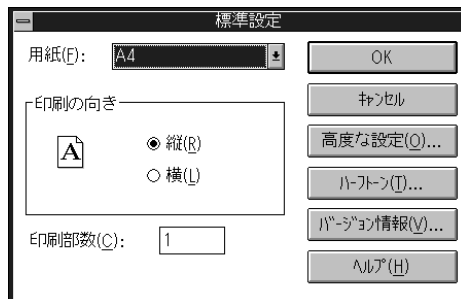 標準設定
用紙(F): A4
印刷の向き
A
縦(R)
横(L)
印刷部数(C): 1
OK
ｷｬﾝｾﾙ
高度な設定(O)...
ﾊｰﾌﾄｰﾝ(T)...
ﾊﾞｰｼﾞｮﾝ情報(V)...
ﾍﾙﾌﾟ(H)